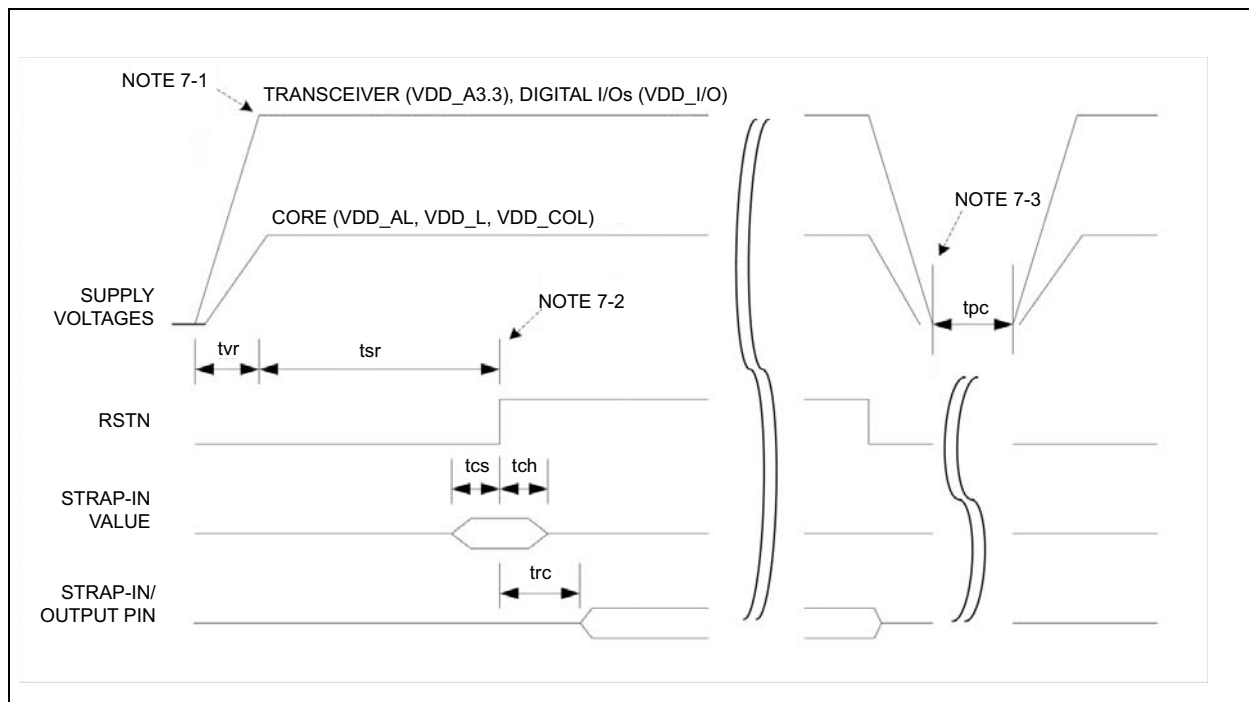 NOTE 7-1
TRANSCEIVER (VDD_A3.3), DIGITAL I/Os (VDD_I/O)
NOTE 7-3
CORE (VDD_AL, VDD_L, VDD_COL)
SUPPLY
VOLTAGES
NOTE 7-2
tpc
tvr
tsr
RSTN
tcs
tch
STRAP-IN
VALUE
trc
STRAP-IN/
OUTPUT PIN